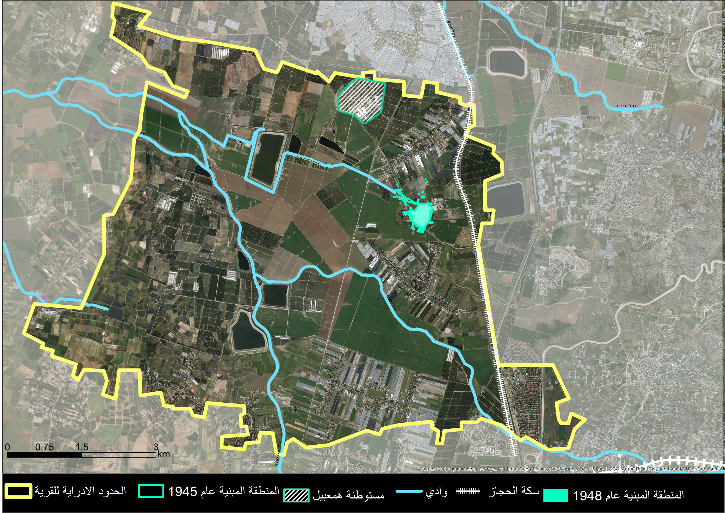 0 0.75 1.5 3
km
الحدود الادراية للقرية
المنطقة المبنية عام 1945
مستوطنة همعبيل
وادي
سكة الحجاز
المنطقة المبنية عام 1948